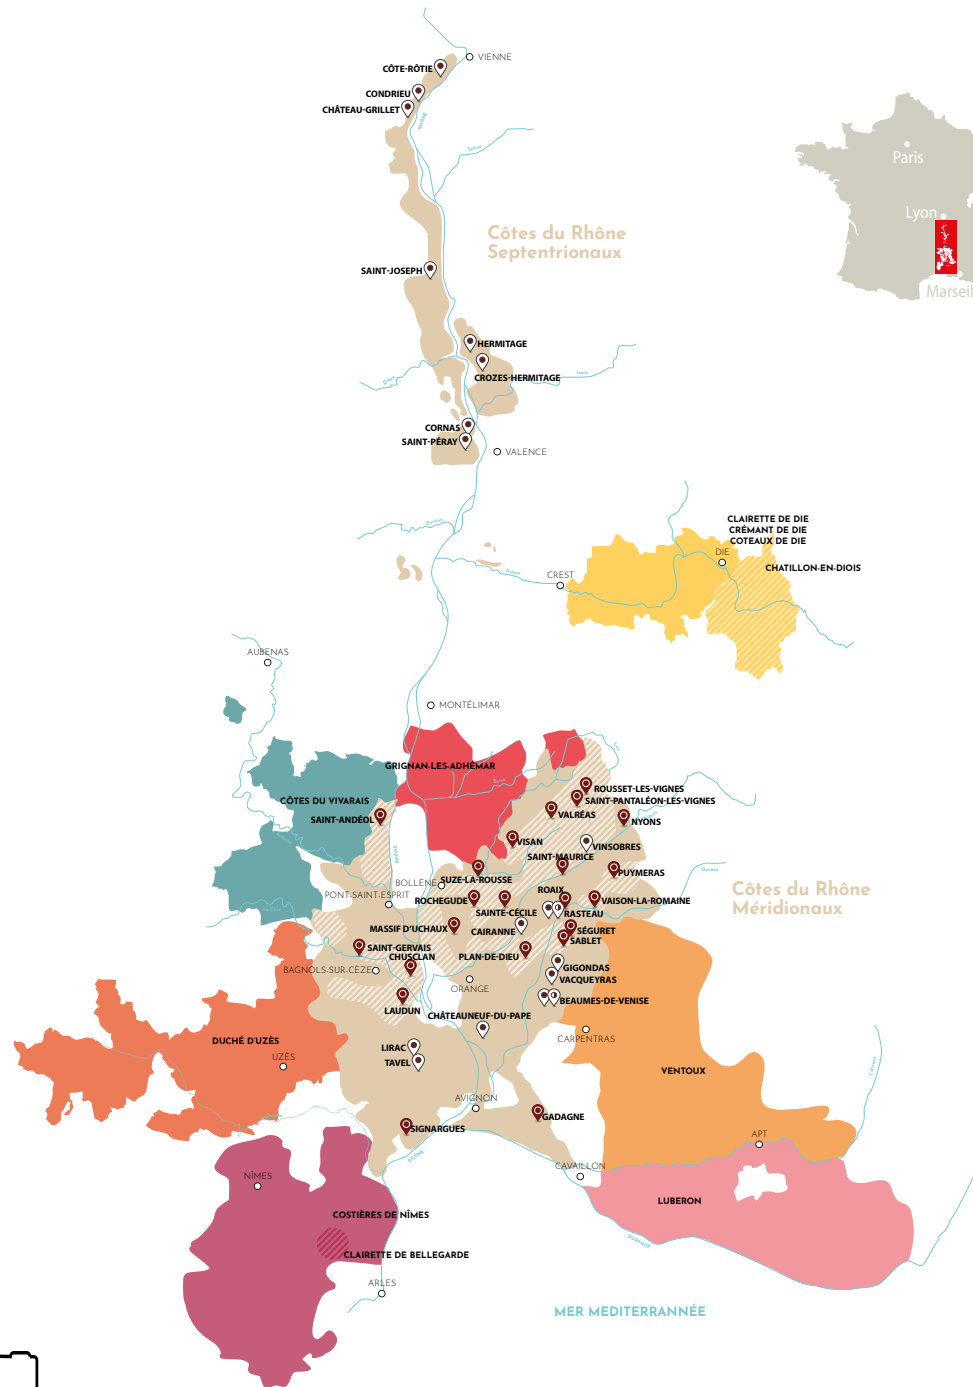 VIENNE
CÔTE-RÔTIE
CONDRIEU
CHÂTEAU-GRILLET
RHÔNE
Paris
Lyon
Marseil
Côtes du Rhône
Septentrionaux
SAINT-JOSEPH
HERMITAGE
CROZES-HERMITAGE
Isère
CORNAS
SAINT-PÉRAY
VALENCE
CLAIRETTE DE DIE
CRÉMANT DE DIE
COTEAUX DE DIE
DIE
CHATILLON-EN-DIOIS
CREST
AUBENAS
MONTÉLIMAR
GRIGNAN-LES-ADHÉMAR
ROUSSET-LES-VIGNES
SAINT-PANTALÉON-LES-VIGNES
CÔTES DU VIVARAIS
SAINT-ANDÉOL
VALRÉAS
NYONS
VISAN
VINSOBRES
RHÔNE
SAINT-MAURICE
PUYMERAS
BOLLÈNE
SUZE-LA-ROUSSE
PONT-SAINT-ESPRIT
ROCHEGUDE
ROAIX
VAISON-LA-ROMAINE
Côtes du Rhône
Méridionaux
SAINTE-CÉCILE
RASTEAU
MASSIF D'UCHAUX
CAIRANNE
SÉGURET
SABLET
SAINT-GERVAIS
CHUSCLAN
PLAN-DE-DIEU
BAGNOLS-SUR-CÈZE
GIGONDAS
VACQUEYRAS
ORANGE
BEAUMES-DE-VENISE
LAUDUN
CHÂTEAUNEUF-DU-PAPE
CARPENTRAS
DUCHÉ D'UZÈS
UZÈS
LIRAC
TAVEL
VENTOUX
AVIGNON
GADAGNE
SIGNARGUES
APT
RHÔNE
CAVAILLON
NÎMES
LUBERON
COSTIÈRES DE NÎMES
DURANCE
CLAIRETTE DE BELLEGARDE
ARLES
MER MEDITERRANNÉE